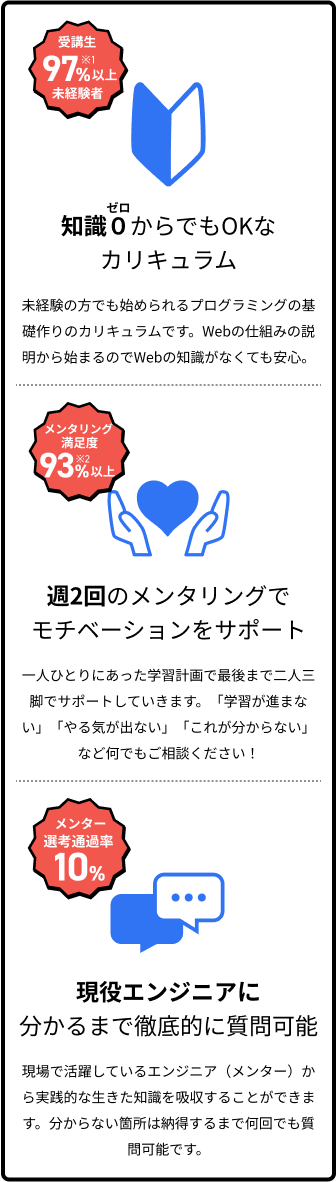 受講生
97%※1以上
未経験者
ゼロ
知識0からでもOKな
カリキュラム
未経験の方でも始められるプログラミングの基
礎作りのカリキュラムです。Webの仕組みの説
明から始まるのでWebの知識がなくても安心。
メンタリング
満足度
93%※2以上
週2回のメンタリングで
モチベーションをサポート
一人ひとりにあった学習計画で最後まで二人三
脚でサポートしていきます。「学習が進まな
い」「やる気が出ない」「これが分からない」
など何でもご相談ください！
メンター
選考通過率
10%
現役エンジニアに
分かるまで徹底的に質問可能
現場で活躍しているエンジニア（メンター）か
ら実践的な生きた知識を吸収することができま
す。分からない箇所は納得するまで何回でも質
問可能です。